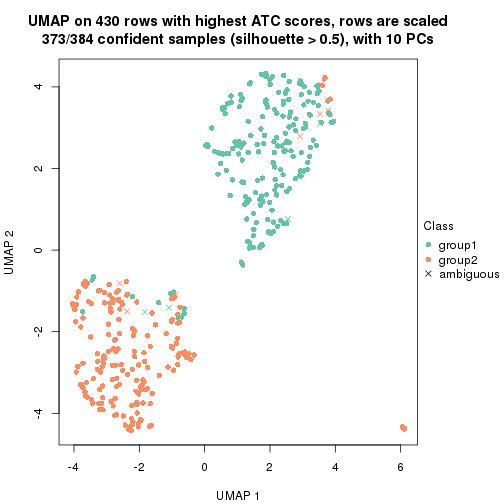 UMAP on 430 rows with highest ATC scores, rows are scaled
373/384 confident samples (silhouette > 0.5), with 10 PCs
UMAP 2
4
2
0
-2
-4
-4
-2
0
2
4
6
UMAP 1
Class
group1
group2
ambiguous